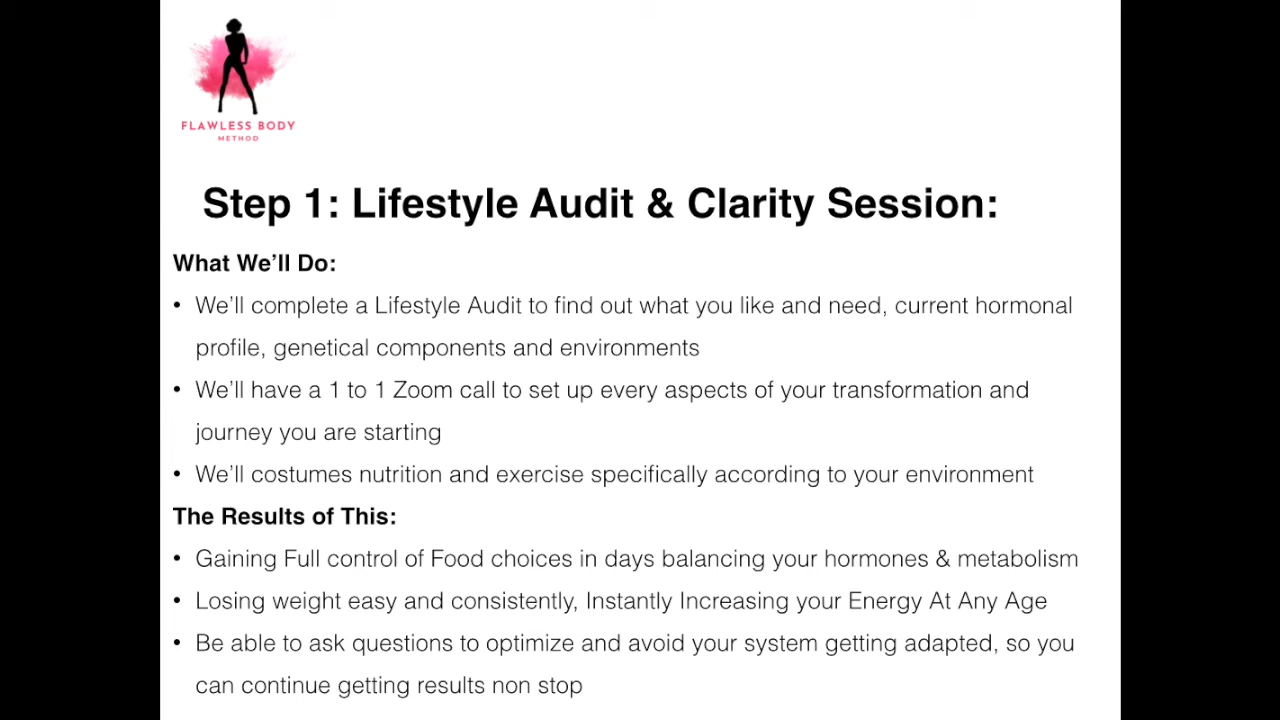 FLAWLESS BODY
METHOD
Step 1: Lifestyle Audit & Clarity Session:
What We’ll Do:
• We’ll complete a Lifestyle Audit to find out what you like and need, current hormonal
profile, genetical components and environments
• We’ll have a 1 to 1 Zoom call to set up every aspects of your transformation and
journey you are starting
• We’ll costumes nutrition and exercise specifically according to your environment
The Results of This:
• Gaining Full control of Food choices in days balancing your hormones & metabolism
• Losing weight easy and consistently, Instantly Increasing your Energy At Any Age
• Be able to ask questions to optimize and avoid your system getting adapted, so you
can continue getting results non stop